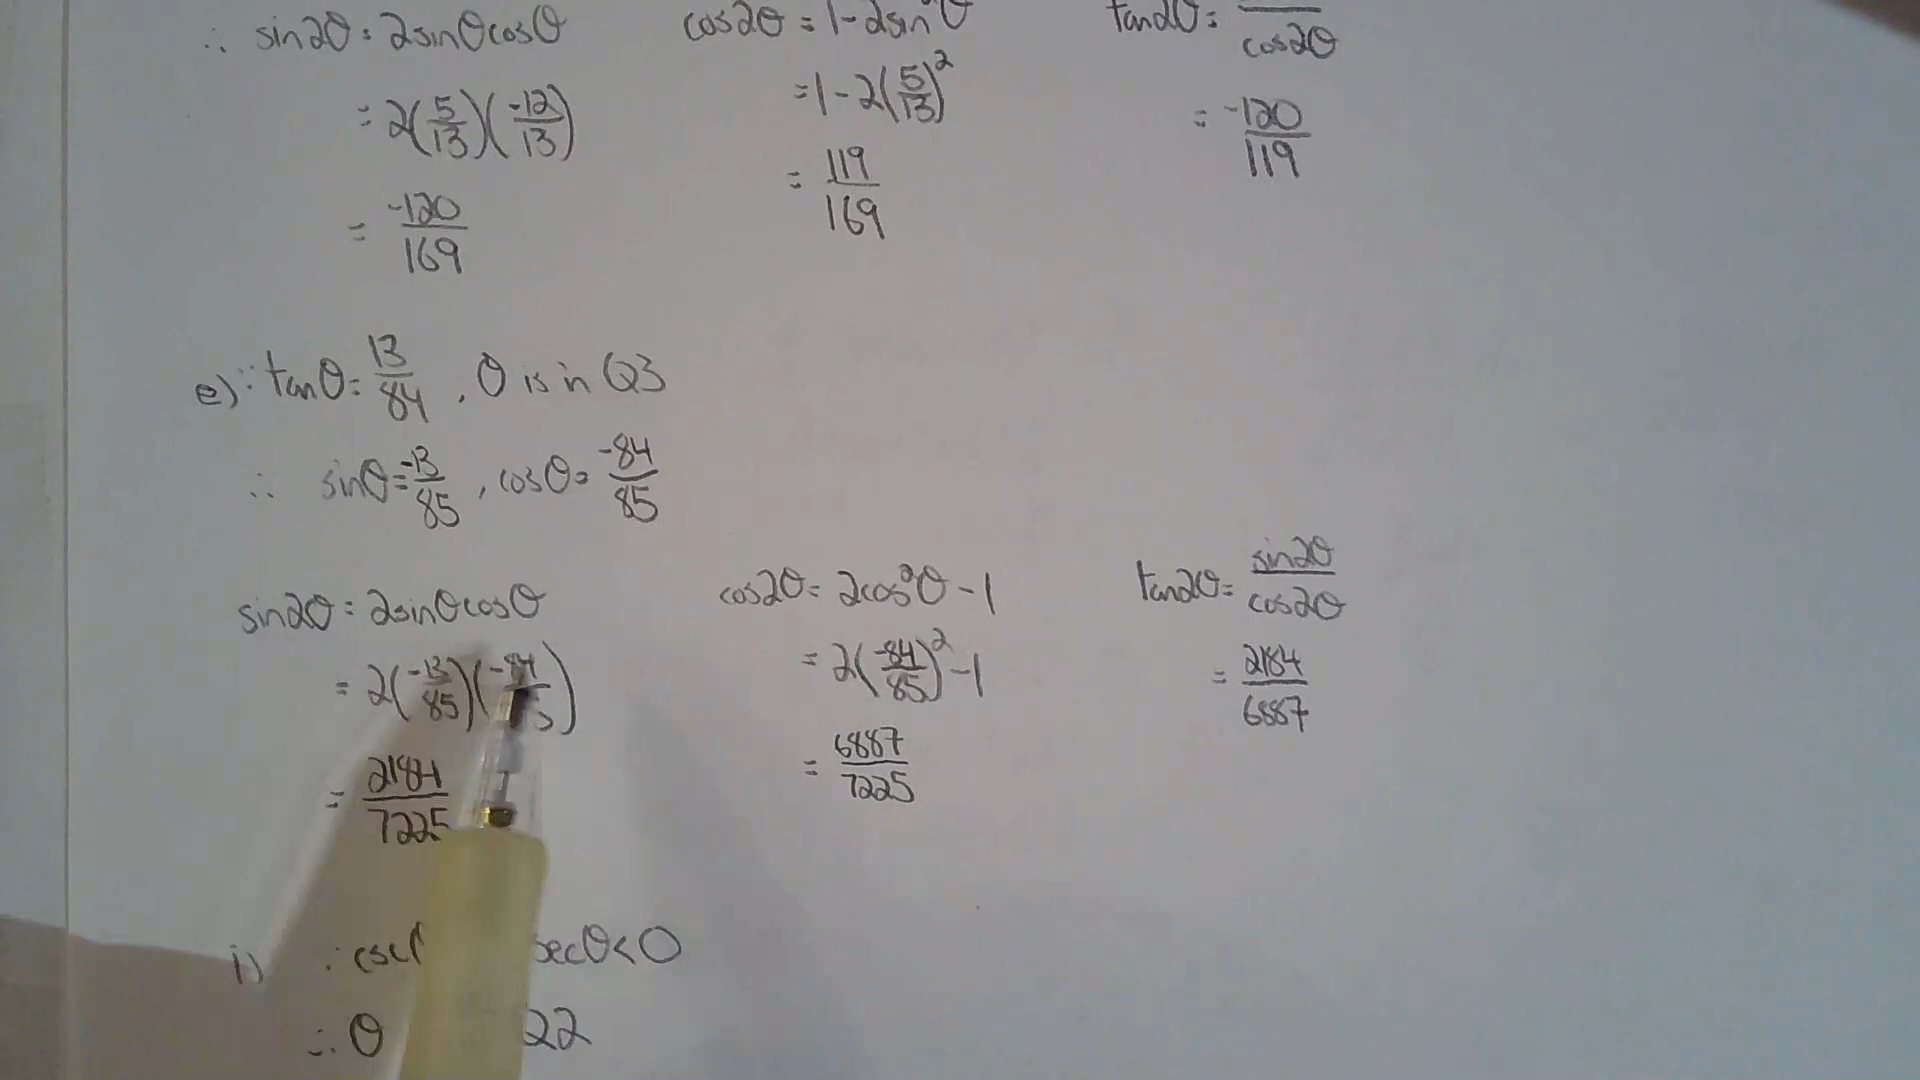 ∴ sin2θ = 2sinθcosθ
= 2(5/13)(-12/13)
= -120/169
cos2θ = 1-2sin²θ
= 1-2(5/13)²
= 119/169
tan2θ = /cos2θ
= -120/119
e) ∵ tanθ = 13/84, θ is in Q3
∴ sinθ = -13/85, cosθ = -84/85
sin2θ = 2sinθcosθ
= 2(-13/85)(-84/
= 2184/7225
cos2θ = 2cos²θ - 1
= 2(-84/85)² - 1
= 6887/7225
tan2θ = sin2θ/cos2θ
= 2184/6887
i) ∵ csc secθ<0
∴ θ